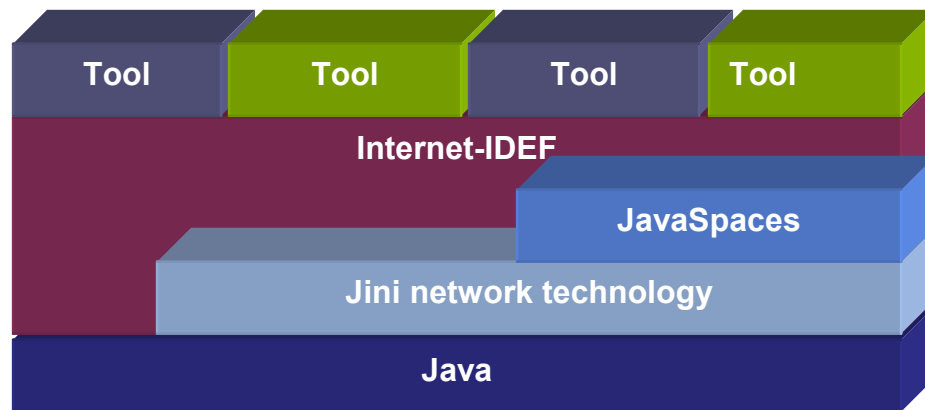 Tool Tool Tool Tool
Internet-IDEF
JavaSpaces
Jini network technology
Java